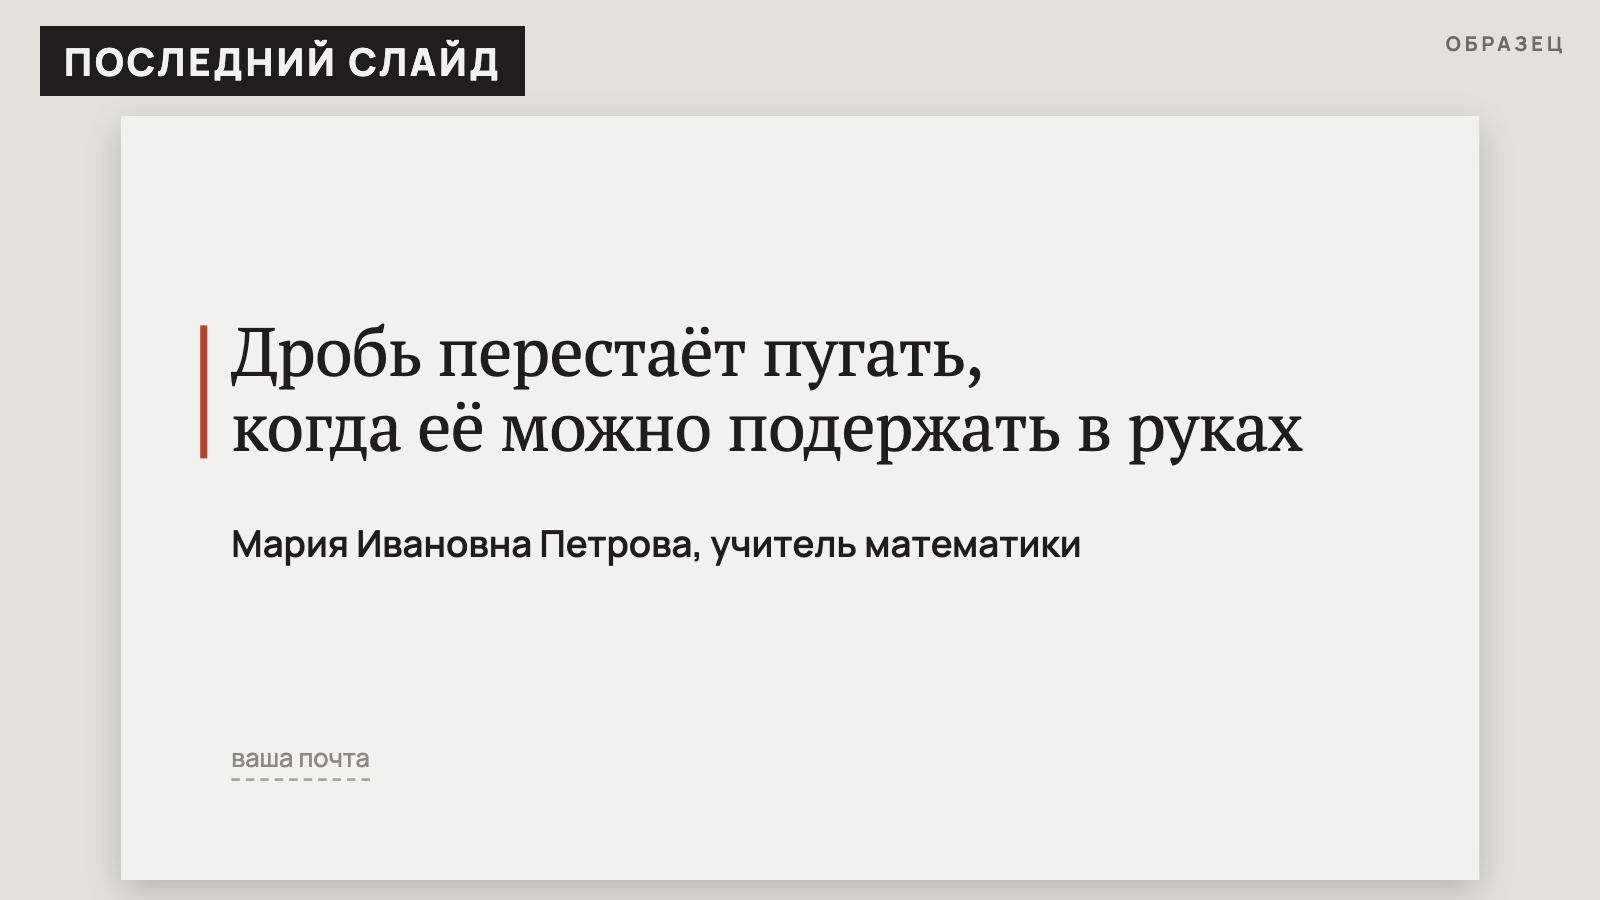 ПОСЛЕДНИЙ СЛАЙД
ОБРАЗЕЦ
Дробь перестаёт пугать,
когда её можно подержать в руках
Мария Ивановна Петрова, учитель математики
ваша почта